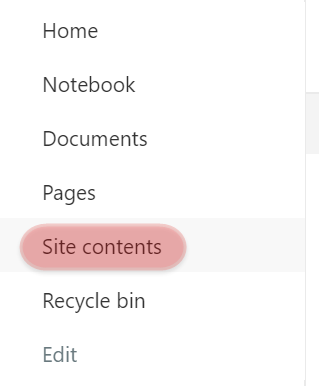 Home
Notebook
Documents
Pages
Site contents
Recycle bin
Edit